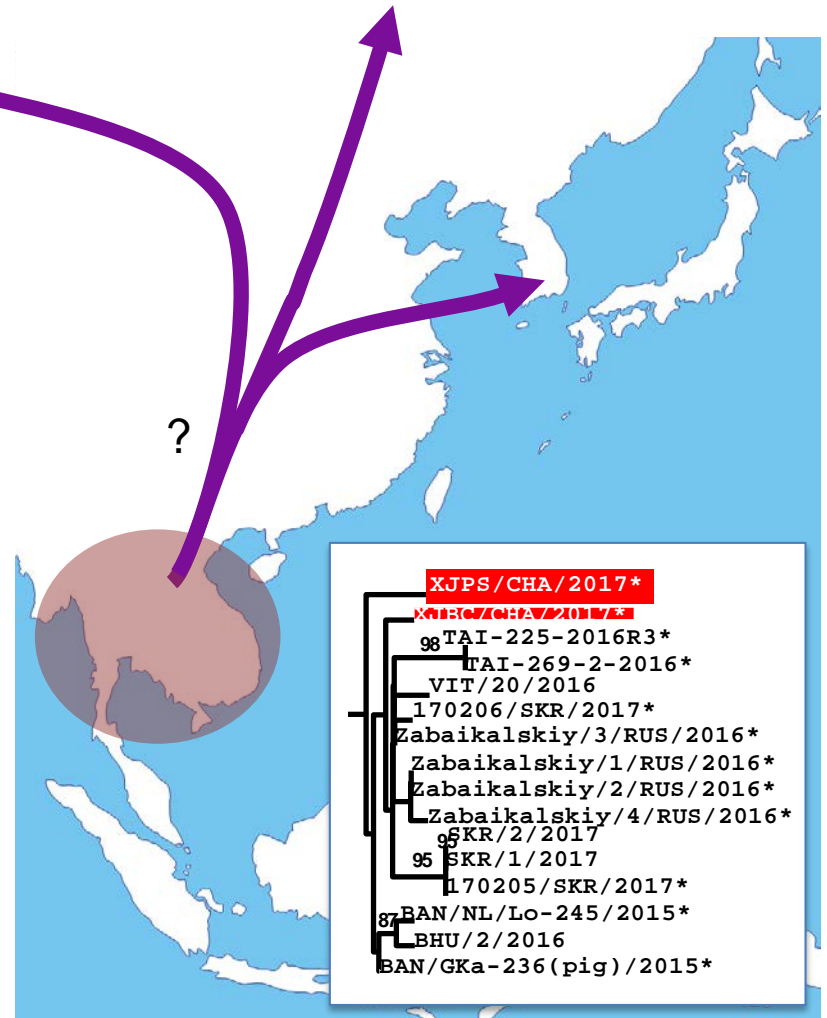 ?
XJPS/CHA/2017*
XJBC/CHA/2017*
98
TAI-225-2016R3*
TAI-269-2-2016*
VIT/20/2016
170206/SKR/2017*
Zabaikalskiy/3/RUS/2016*
Zabaikalskiy/1/RUS/2016*
Zabaikalskiy/2/RUS/2016*
Zabaikalskiy/4/RUS/2016*
SKR/2/2017
95
95
SKR/1/2017
170205/SKR/2017*
87
BAN/NL/Lo-245/2015*
BHU/2/2016
BAN/GKa-236(pig)/2015*